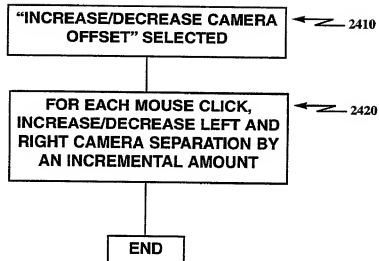 “INCREASE/DECREASE CAMERA
OFFSET” SELECTED
2410
FOR EACH MOUSE CLICK,
INCREASE/DECREASE LEFT AND
RIGHT CAMERA SEPARATION BY
AN INCREMENTAL AMOUNT
2420
END